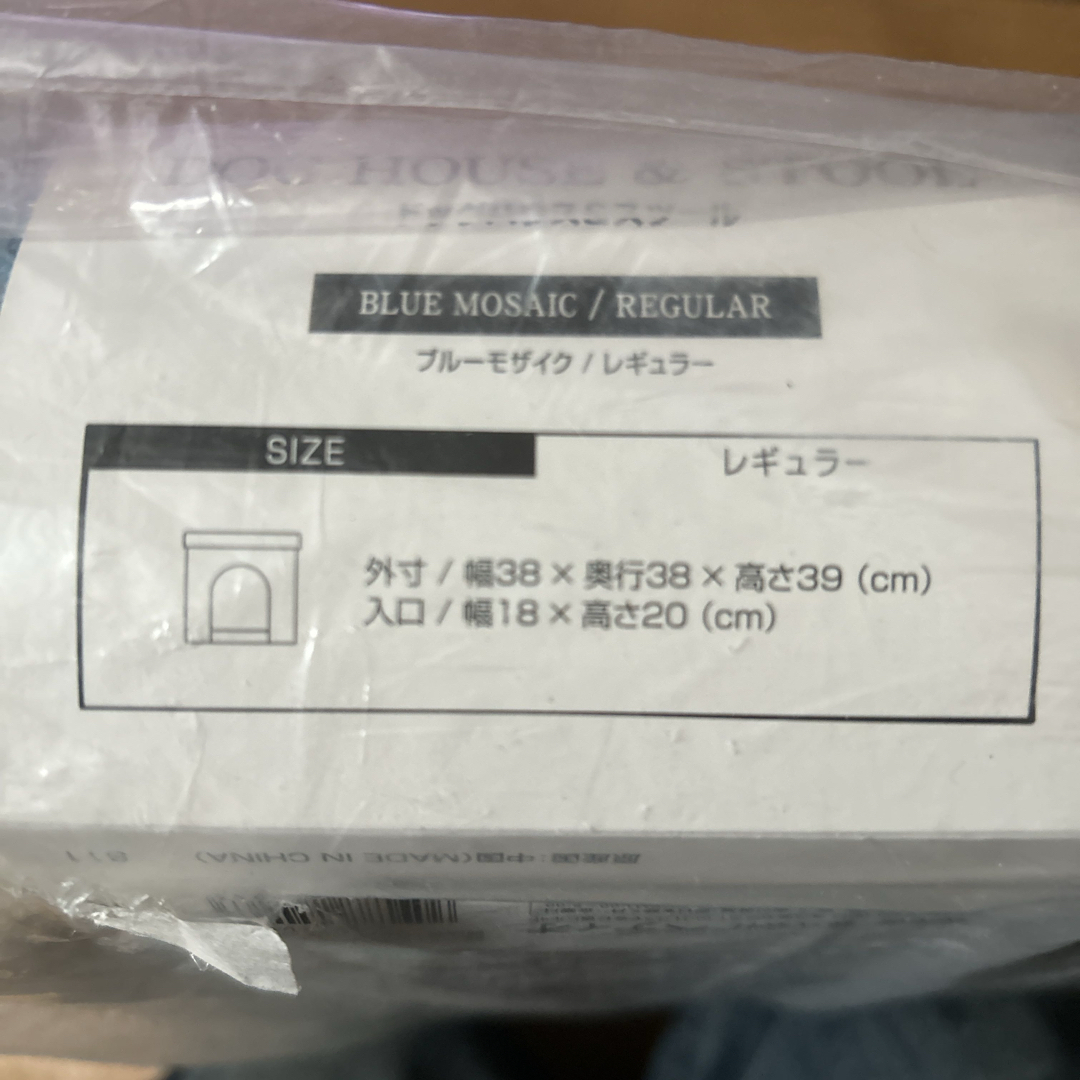 DOG HOUSE & STOOL
ドッグハウス&スツール
BLUE MOSAIC / REGULAR
ブルーモザイク / レギュラー
SIZE
レギュラー
外寸 / 幅38 × 奥行38 × 高さ39 (cm)
入口 / 幅18 × 高さ20 (cm)
原産国:中国(MADE IN CHINA) 811